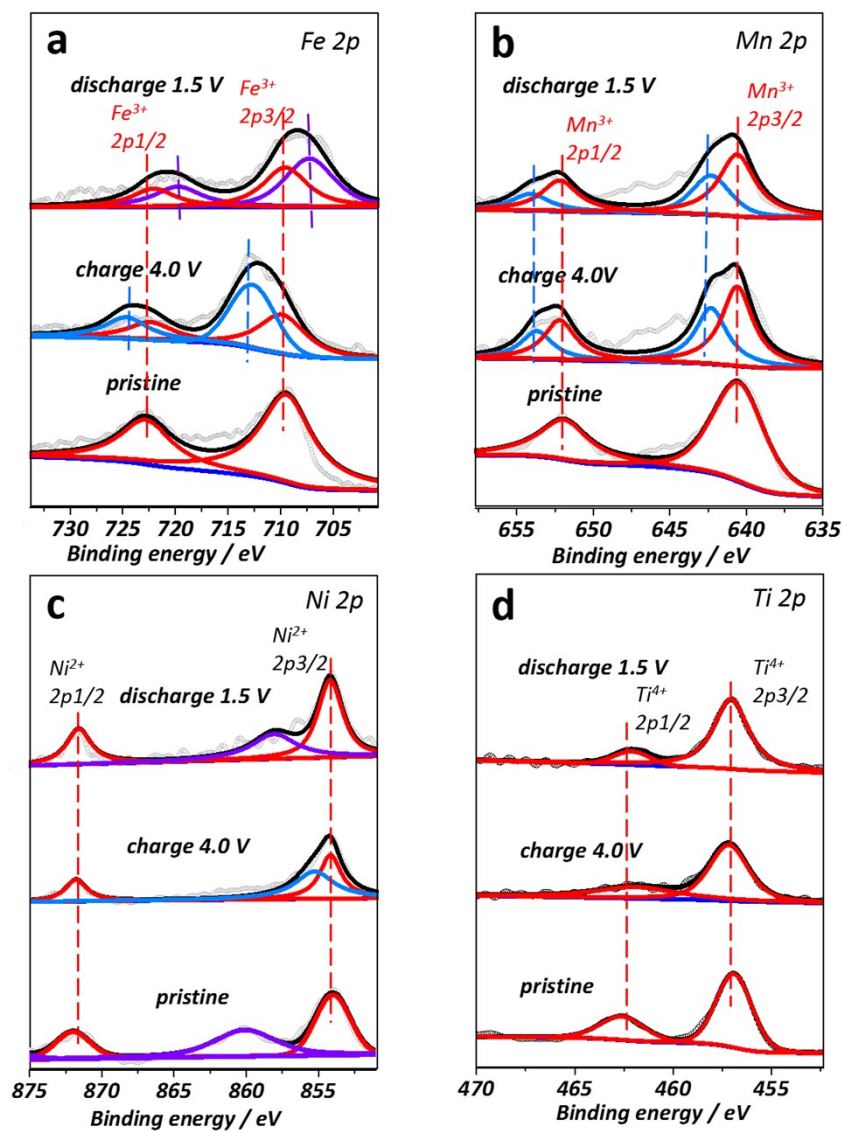 a
Fe 2p
discharge 1.5 V
Fe3+
2p1/2
Fe3+
2p3/2
charge 4.0 V
pristine
730 725 720 715 710 705
Binding energy / eV
b
Mn 2p
discharge 1.5 V
Mn3+
2p1/2
Mn3+
2p3/2
charge 4.0V
pristine
655 650 645 640 635
Binding energy / eV
c
Ni 2p
Ni2+
2p1/2
Ni2+
2p3/2
discharge 1.5 V
charge 4.0 V
pristine
875 870 865 860 855
Binding energy / eV
d
Ti 2p
discharge 1.5 V
Ti4+
2p1/2
Ti4+
2p3/2
charge 4.0 V
pristine
470 465 460 455
Binding energy / eV